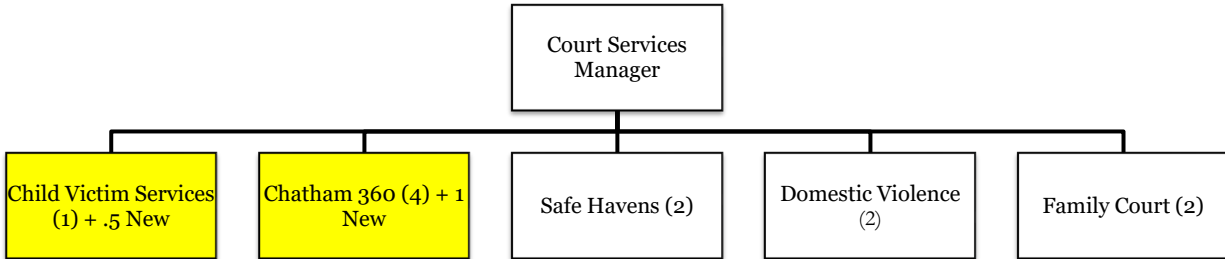 Court Services
Manager
Child Victim Services
(1) + .5 New
Chatham 360 (4) + 1
New
Safe Havens (2)
Domestic Violence
(2)
Family Court (2)